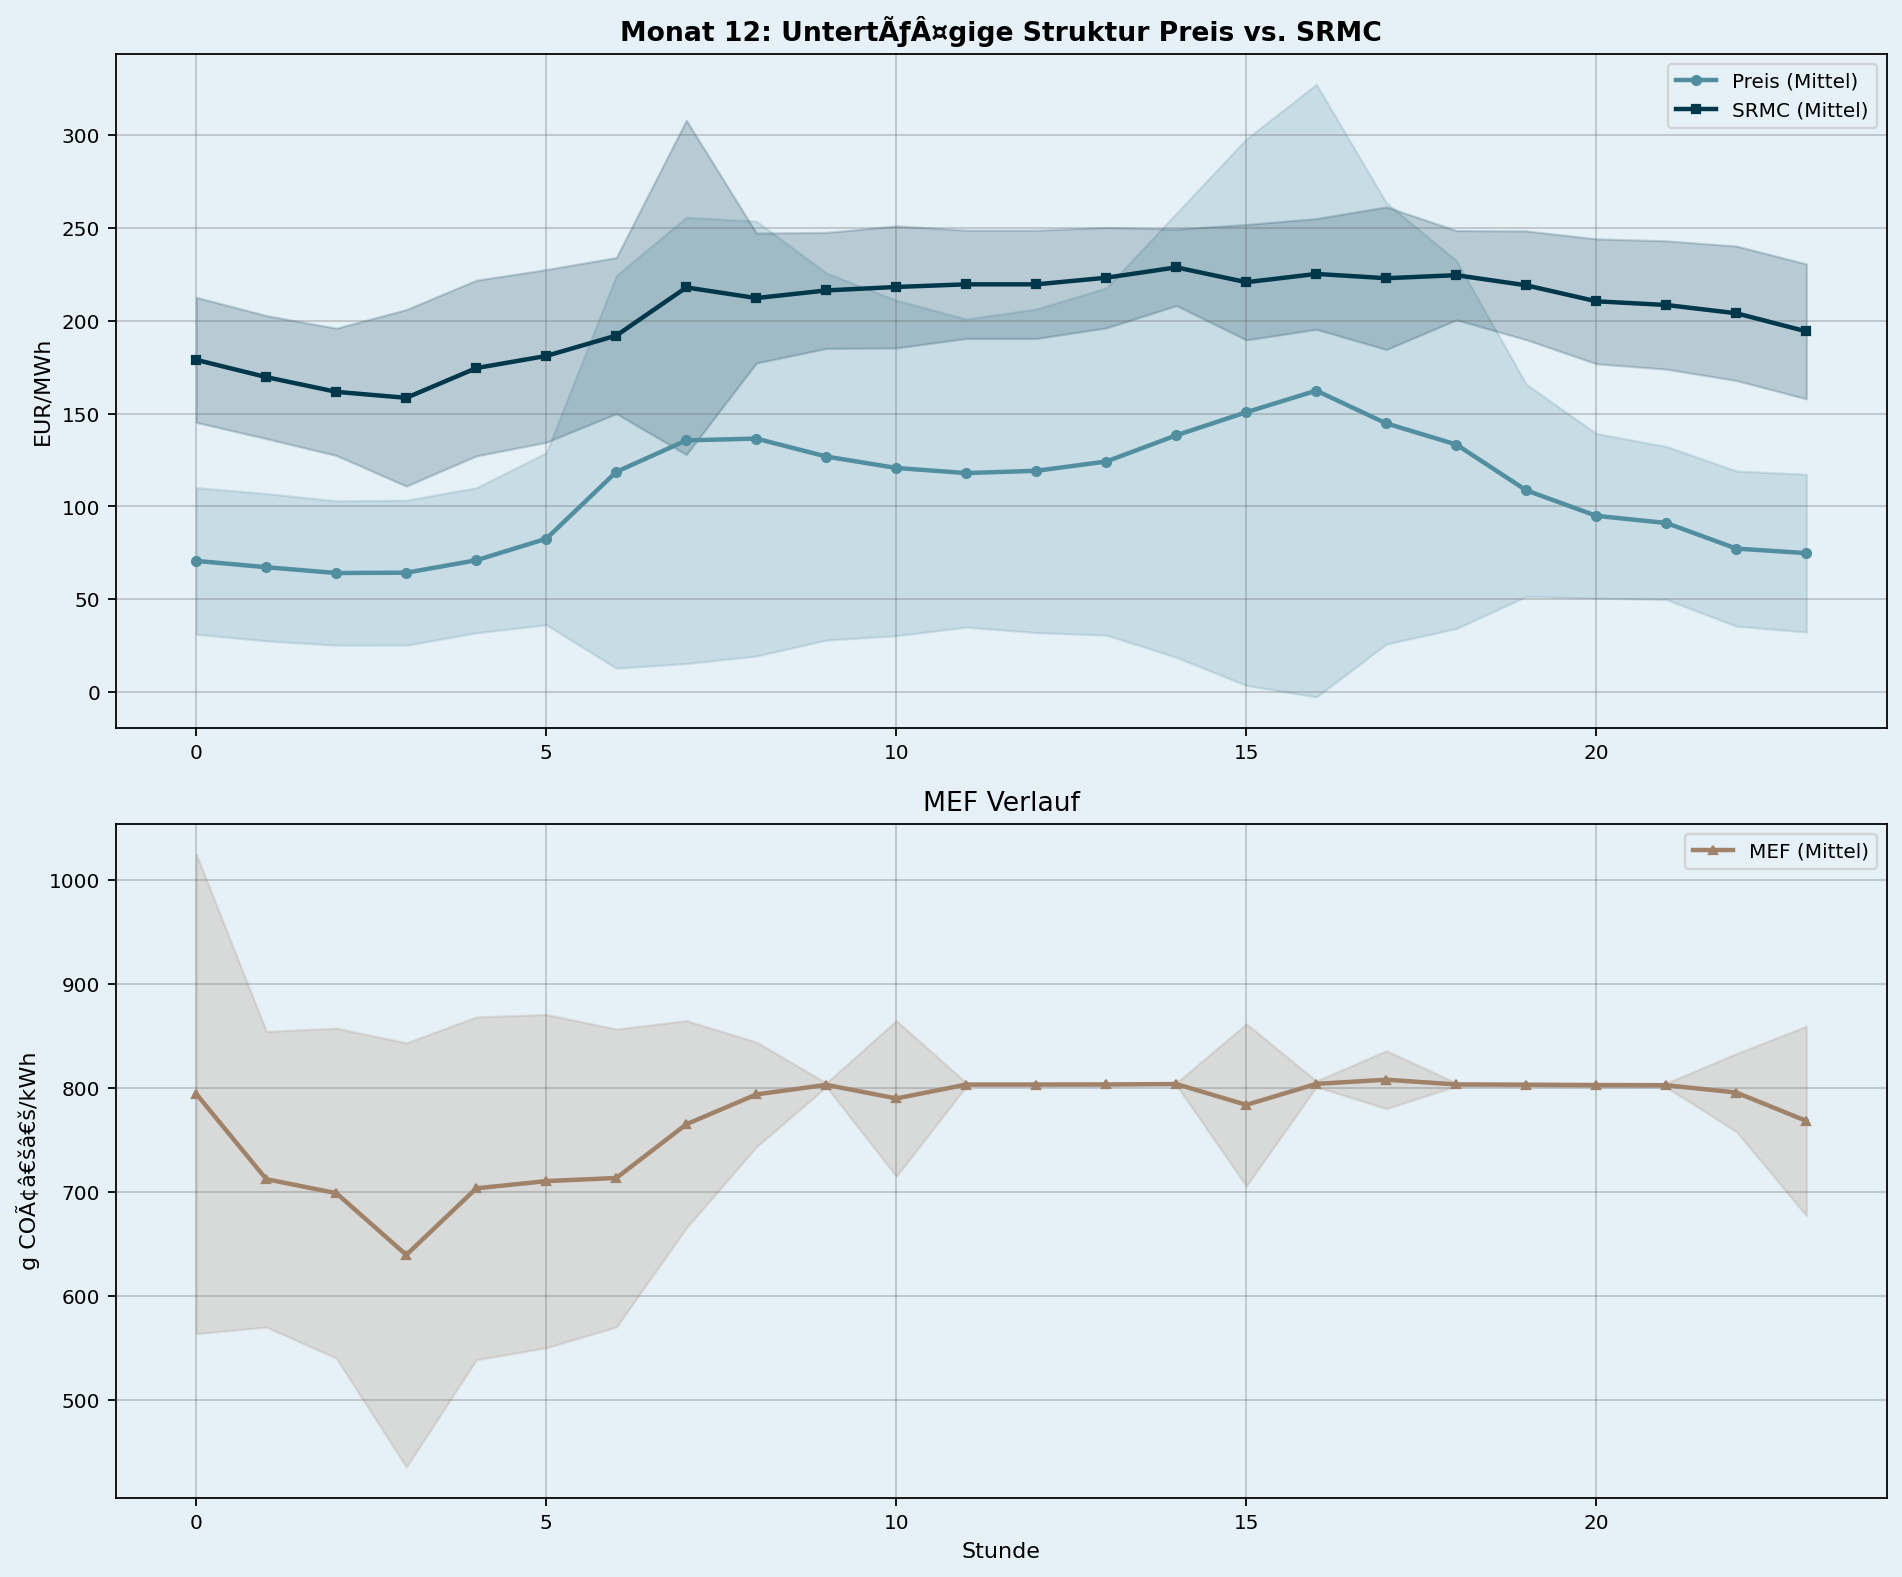 Monat 12: UntertÃƒÂ¤gige Struktur Preis vs. SRMC
Preis (Mittel)
SRMC (Mittel)
EUR/MWh
300
250
200
150
100
50
0
0
5
10
15
20
MEF Verlauf
MEF (Mittel)
g COÃ¢â€šâ€š/kWh
1000
900
800
700
600
500
0
5
10
15
20
Stunde